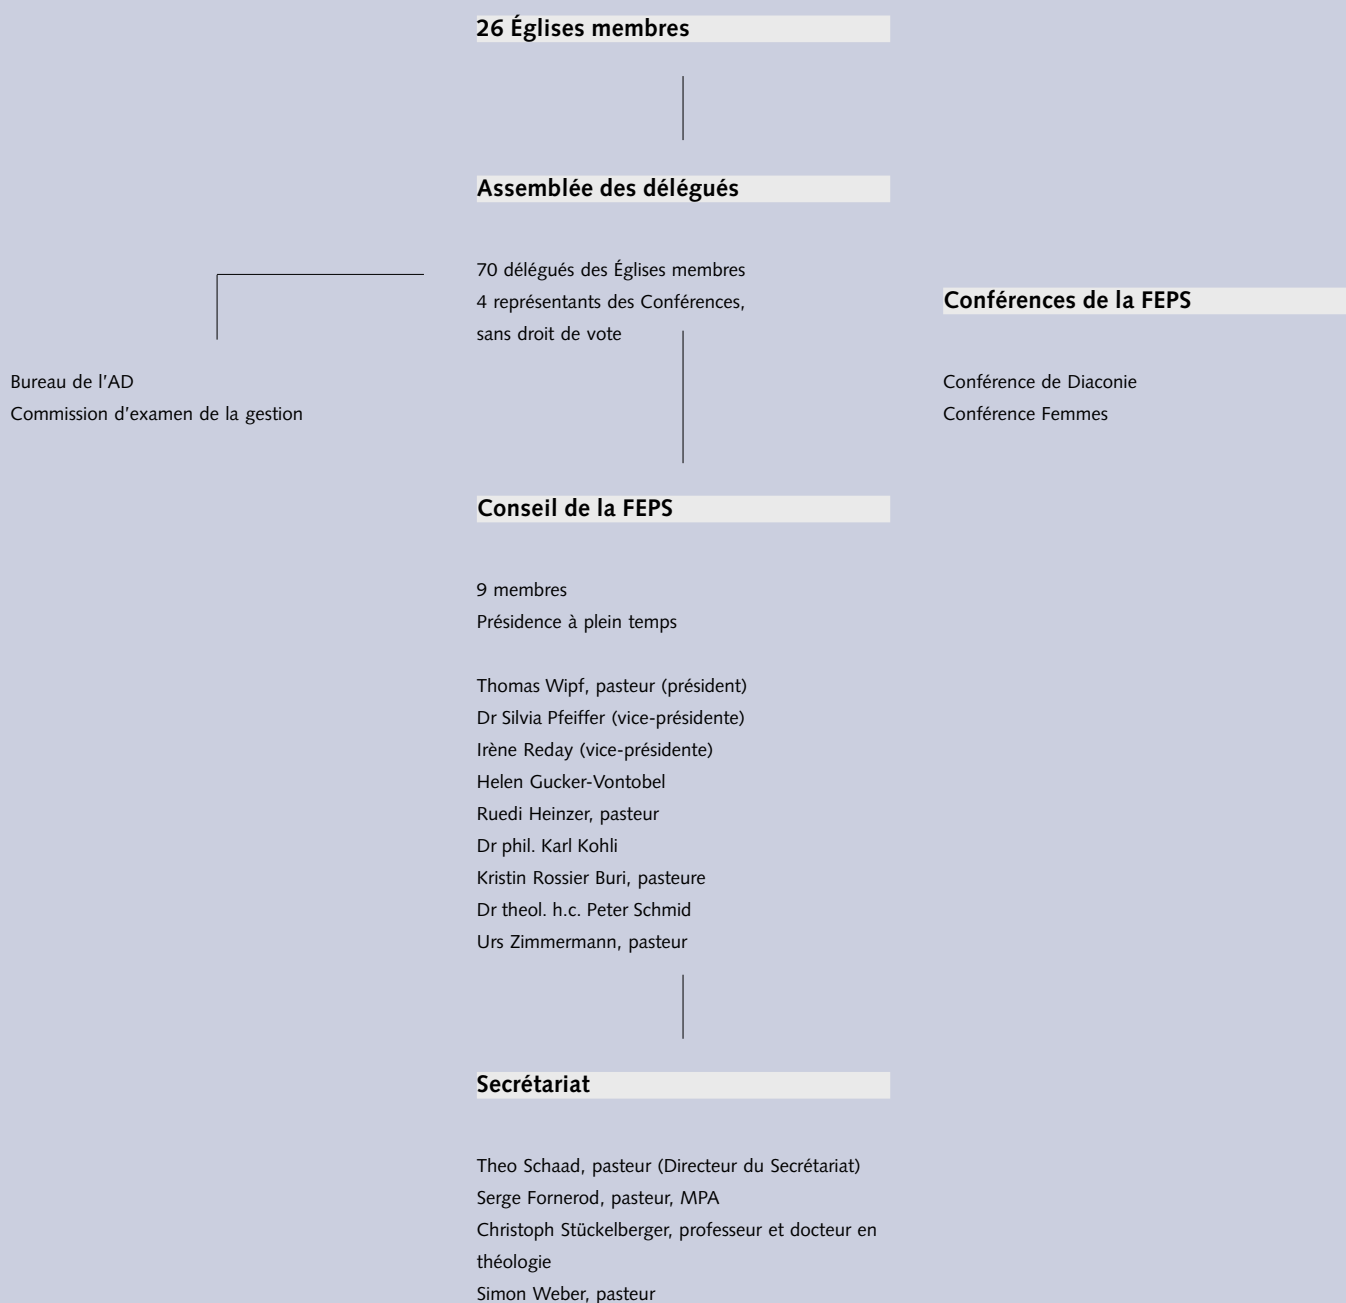 26 Églises membres
Assemblée des délégués
70 délégués des Églises membres
4 représentants des Conférences,
sans droit de vote
Bureau de l'AD
Commission d'examen de la gestion
Conférences de la FEPS
Conférence de Diaconie
Conférence Femmes
Conseil de la FEPS
9 membres
Présidence à plein temps
Thomas Wipf, pasteur (président)
Dr Silvia Pfeiffer (vice-présidente)
Irène Reday (vice-présidente)
Helen Gucker-Vontobel
Ruedi Heinzer, pasteur
Dr phil. Karl Kohli
Kristin Rossier Buri, pasteure
Dr theol. h.c. Peter Schmid
Urs Zimmermann, pasteur
Secrétariat
Theo Schaad, pasteur (Directeur du Secrétariat)
Serge Fornerod, pasteur, MPA
Christoph Stückelberger, professeur et docteur en
théologie
Simon Weber, pasteur